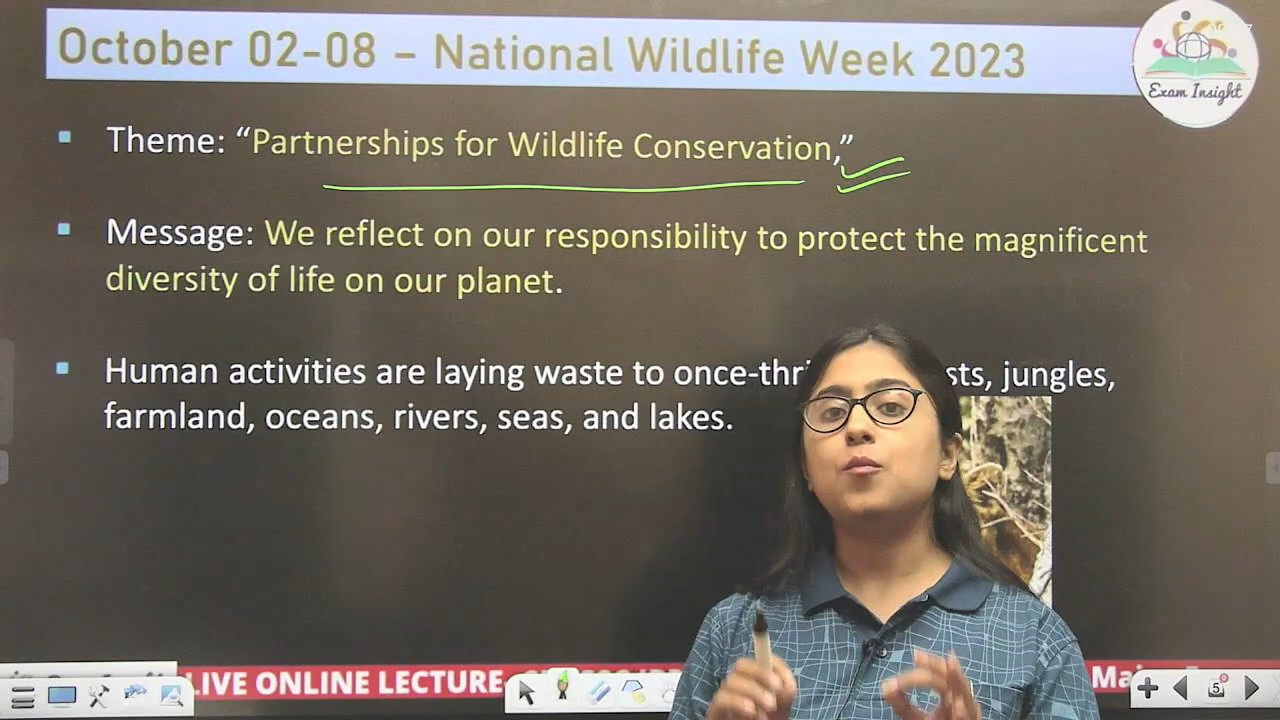 October 02-08 – National Wildlife Week 2023
Exam Insight
Theme: “Partnerships for Wildlife Conservation,”
Message: We reflect on our responsibility to protect the magnificent
diversity of life on our planet.
Human activities are laying waste to once-thri sts, jungles,
farmland, oceans, rivers, seas, and lakes.
LIVE ONLINE LECTURE
5